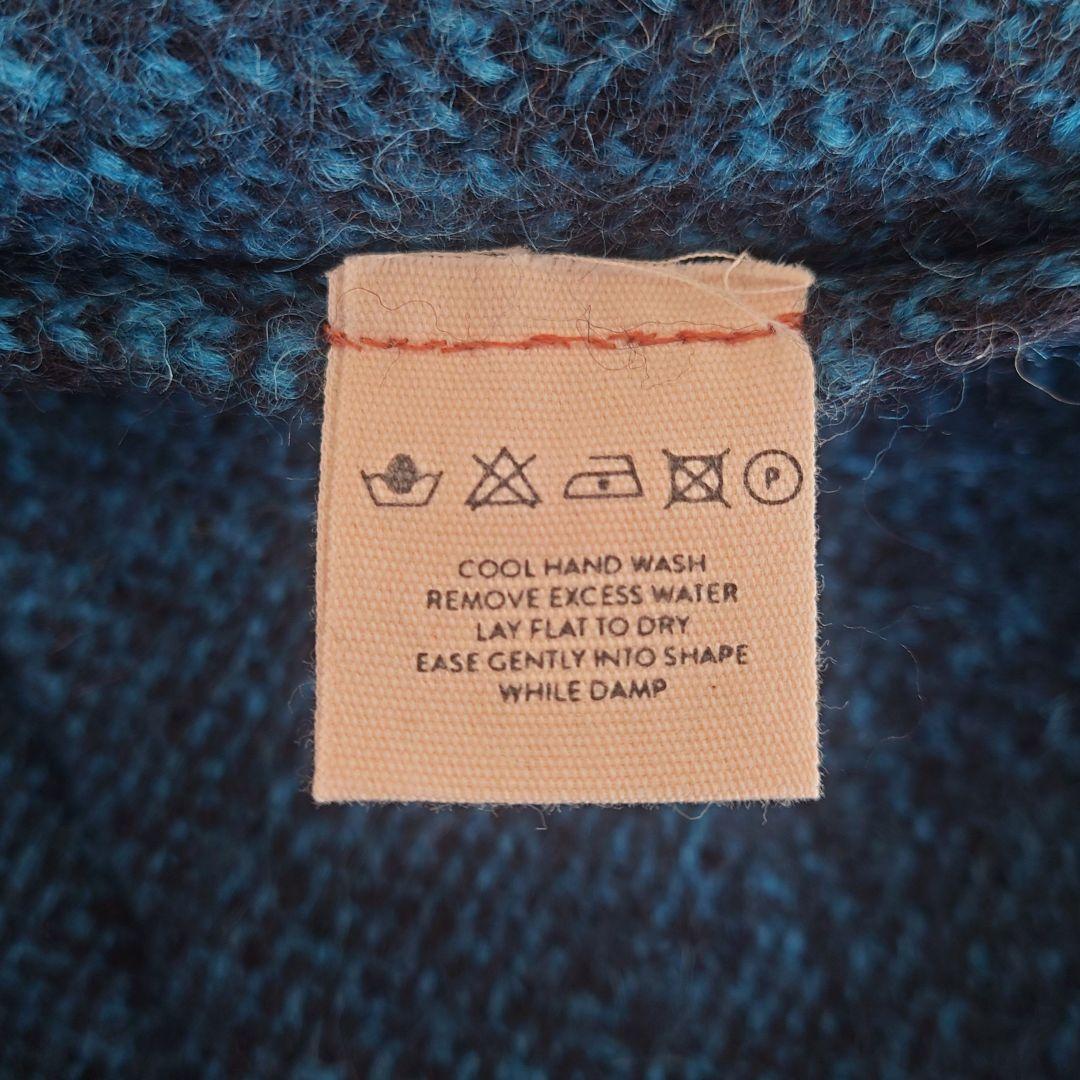 P
COOL HAND WASH
REMOVE EXCESS WATER
LAY FLAT TO DRY
EASE GENTLY INTO SHAPE
WHILE DAMP